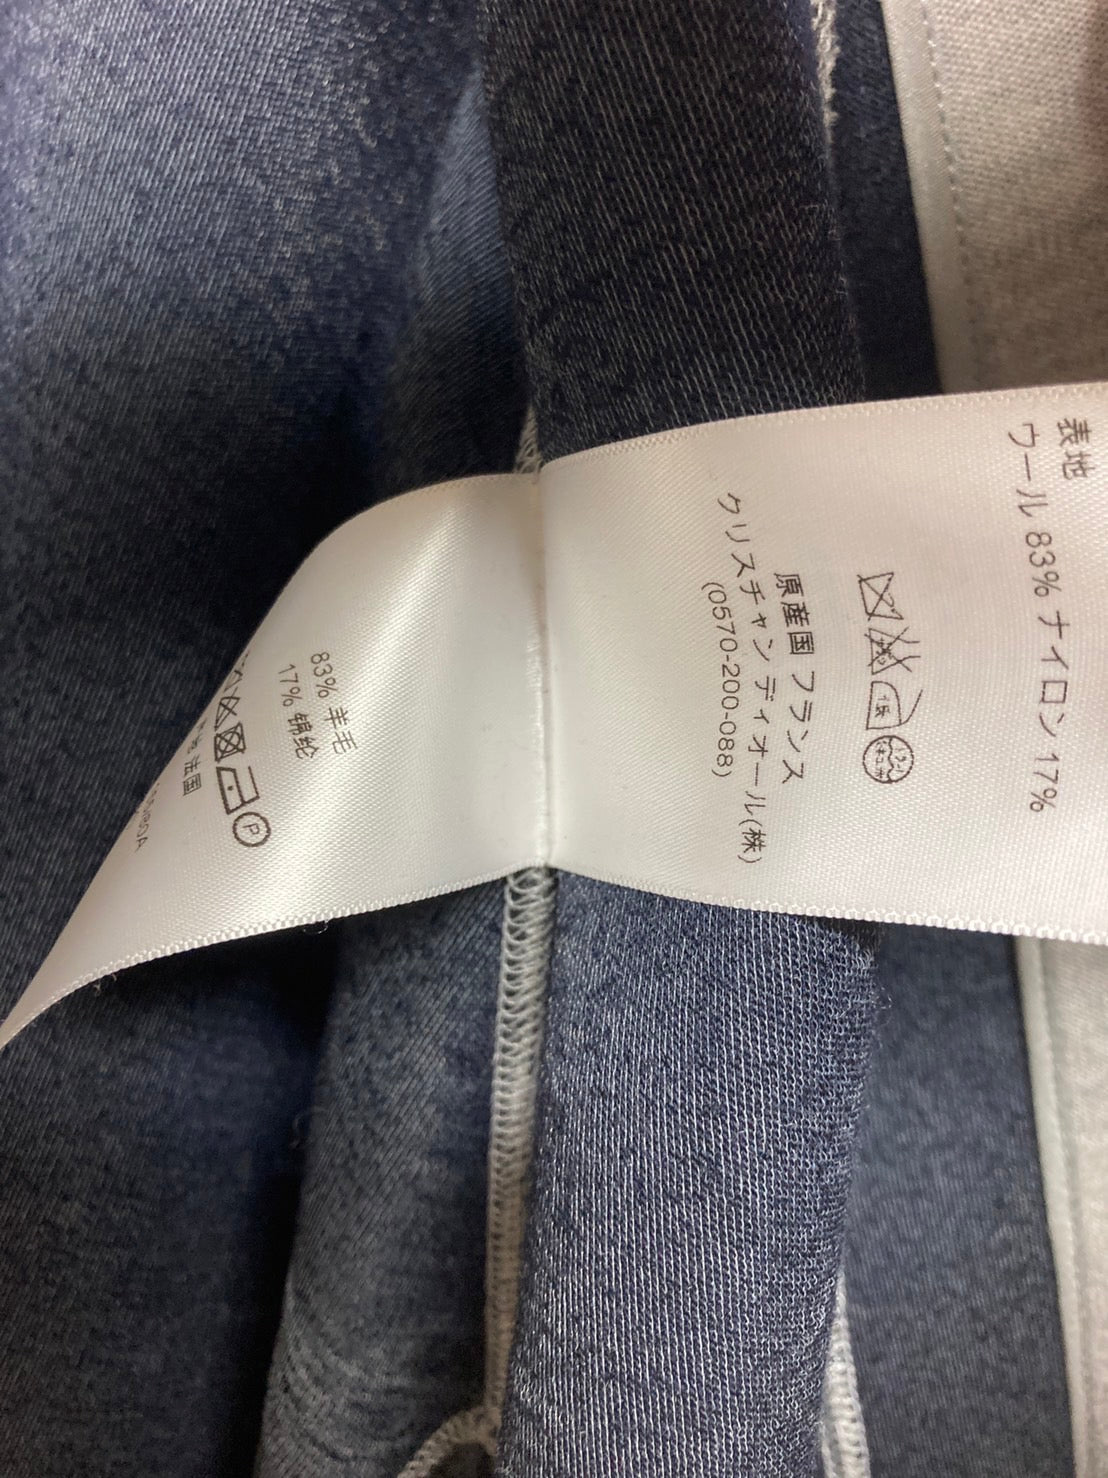 表地
ウール 83% ナイロン 17%
原産国 フランス
クリスチャン ディオール(株)
(0570-200-088)
83% 羊毛
17% 锦纶
法国
P